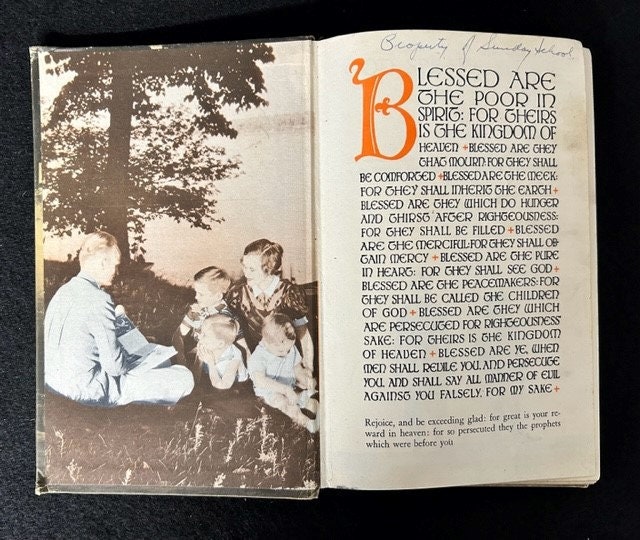 Property of Sunday School
BLESSED ARE
THE POOR IN
SPIRIT: FOR THEIRS
IS THE KINGDOM OF
HEAVEN + BLESSED ARE THEY
THAT MOURN: FOR THEY SHALL
BE COMFORTED + BLESSED ARE THE MEEK:
FOR THEY SHALL INHERIT THE EARTH +
BLESSED ARE THEY WHICH DO HUNGER
AND THIRST AFTER RIGHTEOUSNESS:
FOR THEY SHALL BE FILLED + BLESSED
ARE THE MERCIFUL: FOR THEY SHALL OB-
TAIN MERCY + BLESSED ARE THE PURE
IN HEART: FOR THEY SHALL SEE GOD +
BLESSED ARE THE PEACEMAKERS: FOR
THEY SHALL BE CALLED THE CHILDREN
OF GOD + BLESSED ARE THEY WHICH
ARE PERSECUTED FOR RIGHTEOUSNESS'
SAKE: FOR THEIRS IS THE KINGDOM
OF HEAVEN + BLESSED ARE YE, WHEN
MEN SHALL REVILE YOU, AND PERSECUTE
YOU, AND SHALL SAY ALL MANNER OF EVIL
AGAINST YOU FALSELY, FOR MY SAKE +
Rejoice, and be exceeding glad: for great is your re-
ward in heaven: for so persecuted they the prophets
which were before you